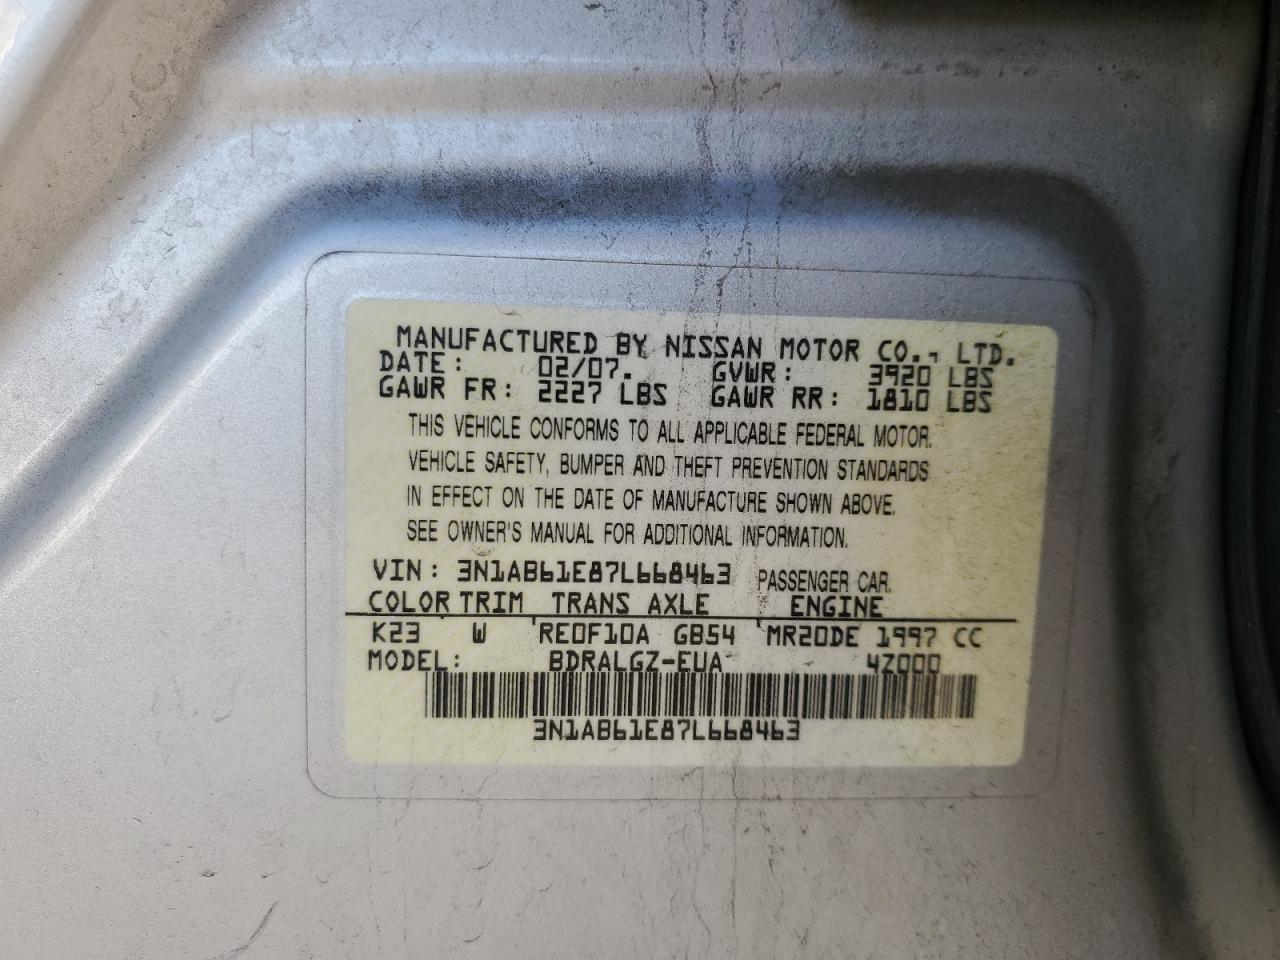 MANUFACTURED BY NISSAN MOTOR CO., LTD.
DATE: 02/07. GVWR: 3920 LBS
GAWR FR: 2227 LBS GAWR RR: 1810 LBS
THIS VEHICLE CONFORMS TO ALL APPLICABLE FEDERAL MOTOR.
VEHICLE SAFETY, BUMPER AND THEFT PREVENTION STANDARDS
IN EFFECT ON THE DATE OF MANUFACTURE SHOWN ABOVE.
SEE OWNER'S MANUAL FOR ADDITIONAL INFORMATION.
VIN: 3N1AB61E87L668463 PASSENGER CAR.
COLOR TRIM TRANS AXLE ENGINE
K23 W RE0F10A GB54 MR20DE 1997 CC
MODEL: BDRALGZ-EUA 4Z000
3N1AB61E87L668463